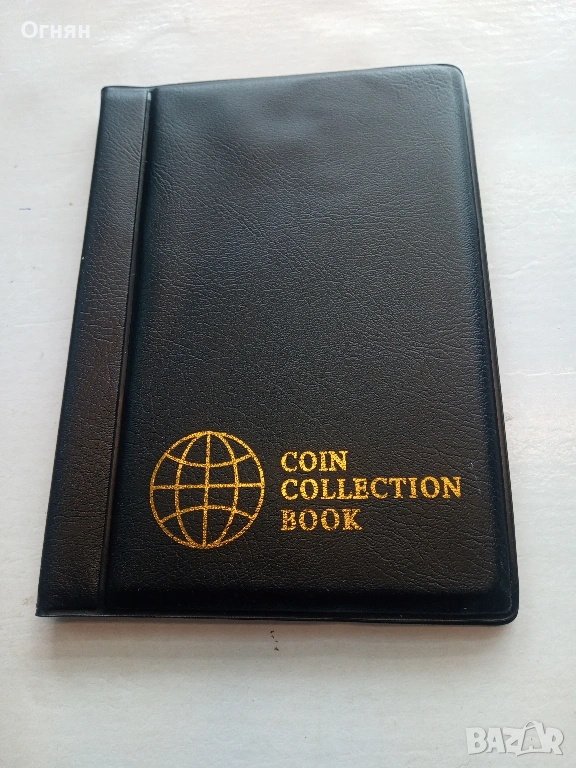 Огнян
COIN
COLLECTION
BOOK
BAZAR